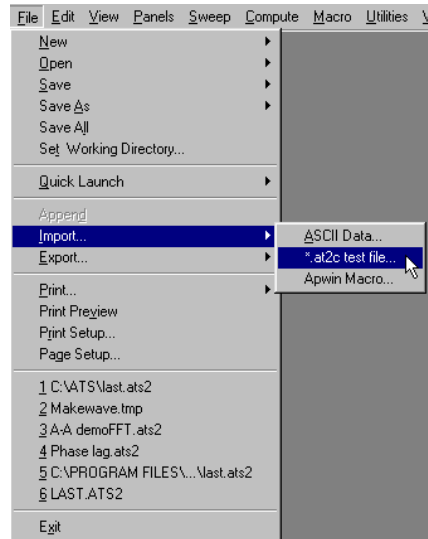 File Edit View Panels Sweep Compute Macro Utilities
New
Open
Save
Save As
Save All
Set Working Directory...
Quick Launch
Append
Import...
Export...
Print...
Print Preview
Print Setup...
Page Setup...
1 C:\ATS\last.ats2
2 Makewave.tmp
3 A-A demoFFT.ats2
4 Phase lag.ats2
5 C:\PROGRAM FILES\...\last.ats2
6 LAST.ATS2
Exit
ASCII Data...
*.at2c test file...
Apwin Macro...